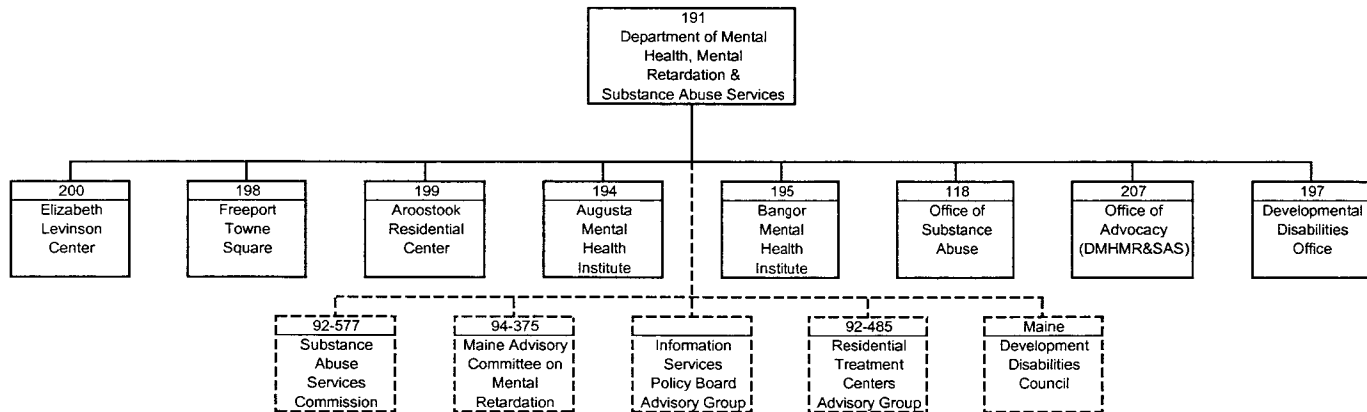 191
Department of Mental
Health, Mental
Retardation &
Substance Abuse Services
200
Elizabeth
Levinson
Center
198
Freeport
Towne
Square
199
Aroostook
Residential
Center
194
Augusta
Mental
Health
Institute
195
Bangor
Mental
Health
Institute
118
Office of
Substance
Abuse
207
Office of
Advocacy
(DMHMR&SAS)
197
Developmental
Disabilities
Office
92-577
Substance
Abuse
Services
Commission
94-375
Maine Advisory
Committee on
Mental
Retardation
Information
Services
Policy Board
Advisory Group
92-485
Residential
Treatment
Centers
Advisory Group
Maine
Development
Disabilities
Council